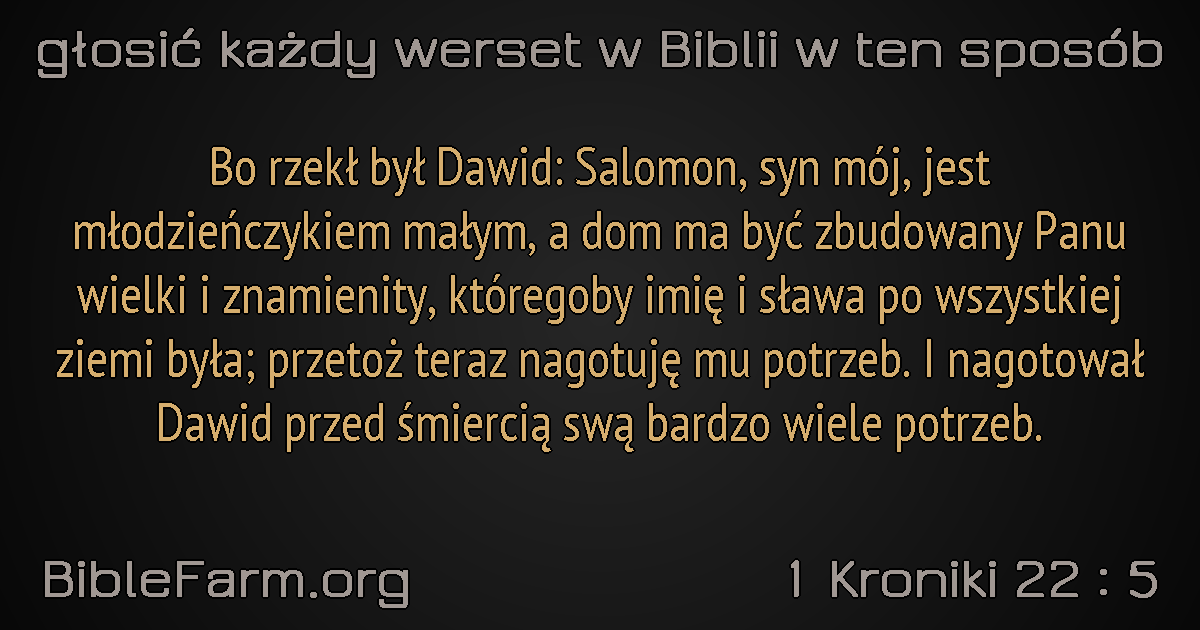 głosić każdy werset w Biblii w ten sposób
Bo rzekł był Dawid: Salomon, syn mój, jest
młodzieńczykiem małym, a dom ma być zbudowany Panu
wielki i znamienity, któregoby imię i sława po wszystkiej
ziemi była; przetoż teraz nagotuję mu potrzeb. I nagotował
Dawid przed śmiercią swą bardzo wiele potrzeb.
BibleFarm.org 1 Kroniki 22 : 5